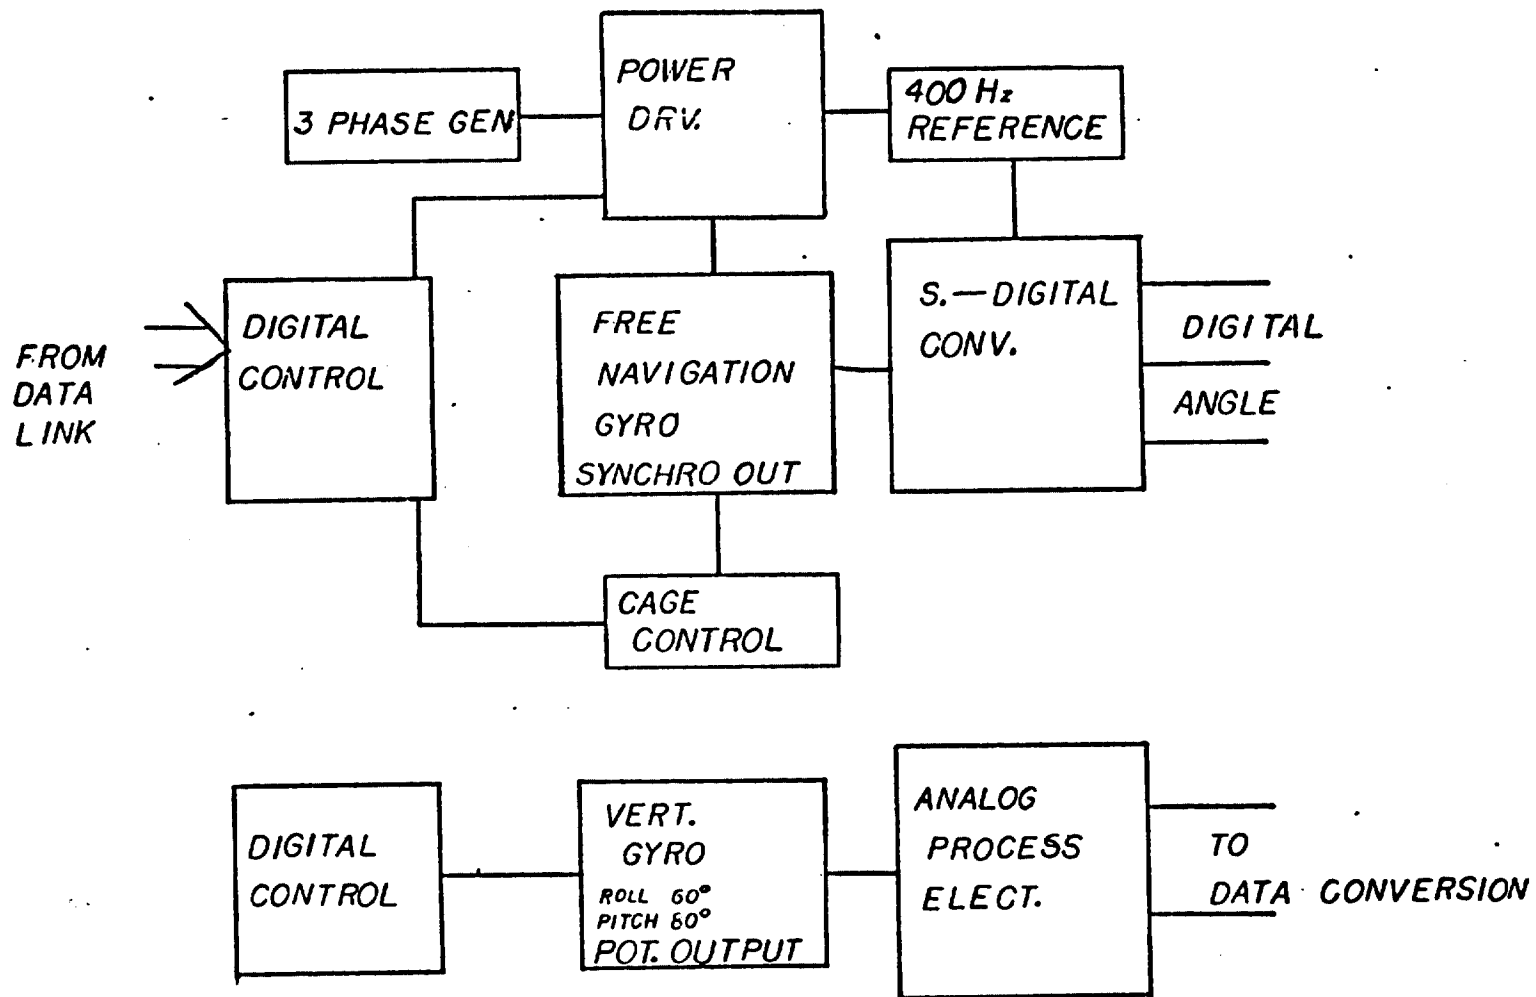 POWER
DRV.
3 PHASE GEN
400 Hz
REFERENCE
FROM
DATA
LINK
DIGITAL
CONTROL
FREE
NAVIGATION
GYRO
SYNCHRO OUT
S.—DIGITAL
CONV.
DIGITAL
ANGLE
CAGE
CONTROL
DIGITAL
CONTROL
VERT.
GYRO
ROLL 60°
PITCH
POT. OUTPUT
ANALOG
PROCESS
ELECT.
TO
DATA CONVERSION